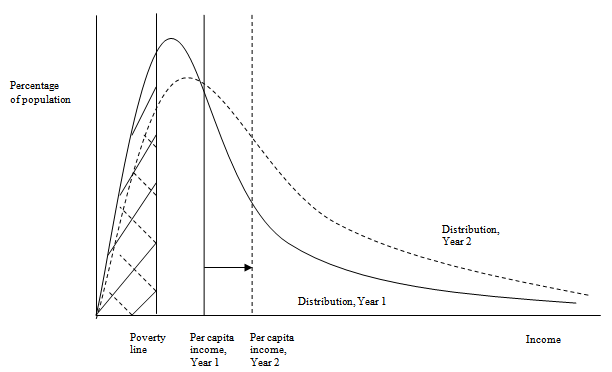 Percentage
of population
Distribution,
Year 2
Distribution, Year 1
Poverty
line
Per capita
income,
Year 1
Per capita
income,
Year 2
Income